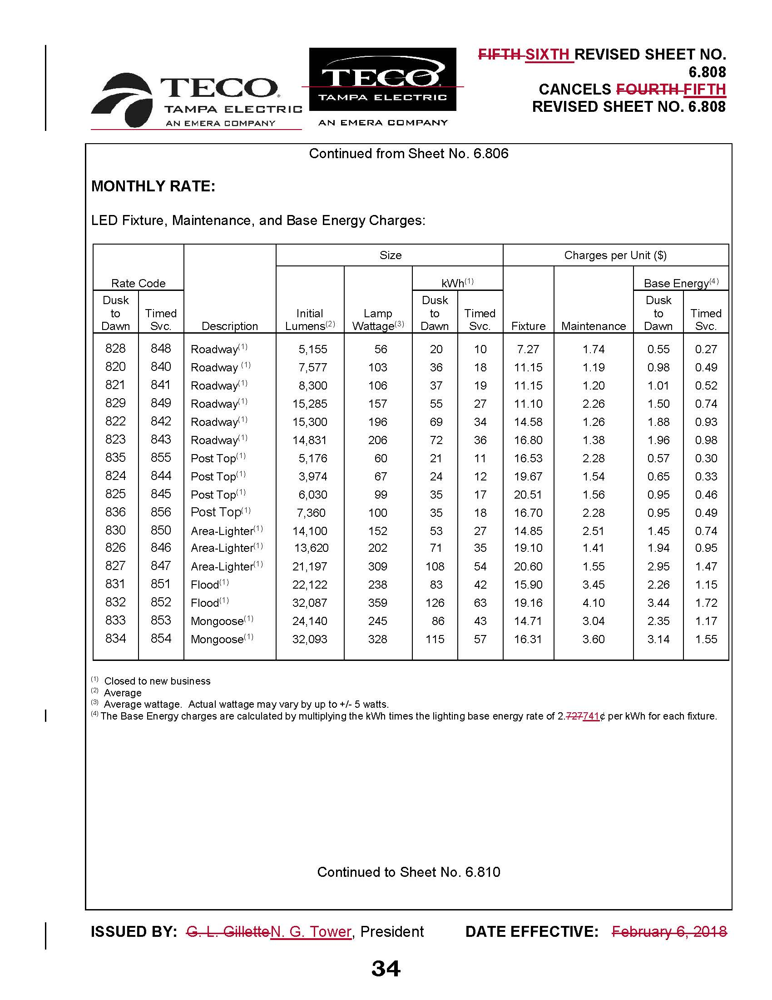 FIFTH SIXTH REVISED SHEET NO.
6.808
CANCELS FOURTH FIFTH
REVISED SHEET NO. 6.808
TECO®
TAMPA ELECTRIC
AN EMERA COMPANY
TECO®
TAMPA ELECTRIC
AN EMERA COMPANY
Continued from Sheet No. 6.806
MONTHLY RATE:
LED Fixture, Maintenance, and Base Energy Charges:
Size Charges per Unit ($)
Rate Code kWh(1) Base Energy(4)
Dusk to Dawn Timed Svc. Description Initial Lumens(2) Lamp Wattage(3) Dusk to Dawn Timed Svc. Fixture Maintenance Dusk to Dawn Timed Svc.
828 848 Roadway(1) 5,155 56 20 10 7.27 1.74 0.55 0.27
820 840 Roadway (1) 7,577 103 36 18 11.15 1.19 0.98 0.49
821 841 Roadway(1) 8,300 106 37 19 11.15 1.20 1.01 0.52
829 849 Roadway(1) 15,285 157 55 27 11.10 2.26 1.50 0.74
822 842 Roadway(1) 15,300 196 69 34 14.58 1.26 1.88 0.93
823 843 Roadway(1) 14,831 206 72 36 16.80 1.38 1.96 0.98
835 855 Post Top(1) 5,176 60 21 11 16.53 2.28 0.57 0.30
824 844 Post Top(1) 3,974 67 24 12 19.67 1.54 0.65 0.33
825 845 Post Top(1) 6,030 99 35 17 20.51 1.56 0.95 0.46
836 856 Post Top(1) 7,360 100 35 18 16.70 2.28 0.95 0.49
830 850 Area-Lighter(1) 14,100 152 53 27 14.85 2.51 1.45 0.74
826 846 Area-Lighter(1) 13,620 202 71 35 19.10 1.41 1.94 0.95
827 847 Area-Lighter(1) 21,197 309 108 54 20.60 1.55 2.95 1.47
831 851 Flood(1) 22,122 238 83 42 15.90 3.45 2.26 1.15
832 852 Flood(1) 32,087 359 126 63 19.16 4.10 3.44 1.72
833 853 Mongoose(1) 24,140 245 86 43 14.71 3.04 2.35 1.17
834 854 Mongoose(1) 32,093 328 115 57 16.31 3.60 3.14 1.55
(1) Closed to new business
(2) Average
(3) Average wattage. Actual wattage may vary by up to +/- 5 watts.
(4) The Base Energy charges are calculated by multiplying the kWh times the lighting base energy rate of 2.727741¢ per kWh for each fixture.
Continued to Sheet No. 6.810
ISSUED BY: G. L. GilletteN. G. Tower, President DATE EFFECTIVE: February 6, 2018
34